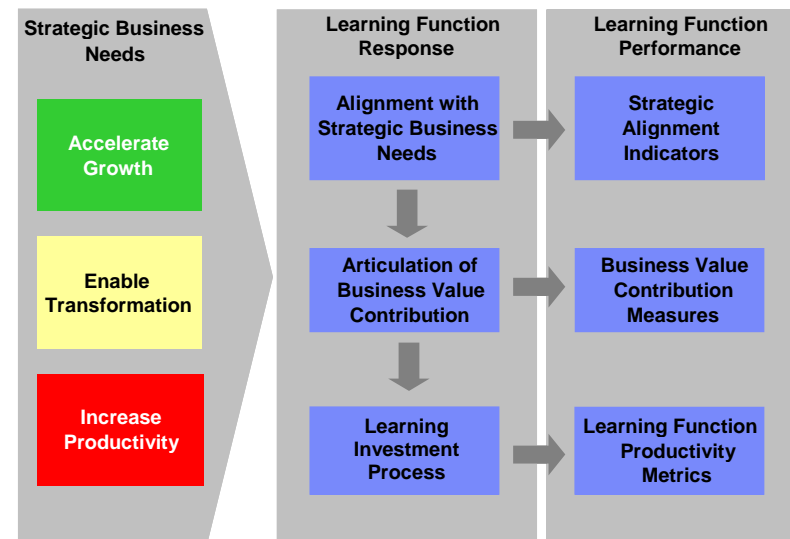 Strategic Business
Needs
Accelerate
Growth
Enable
Transformation
Increase
Productivity
Learning Function
Response
Alignment with
Strategic Business
Needs
Articulation of
Business Value
Contribution
Learning
Investment
Process
Learning Function
Performance
Strategic
Alignment
Indicators
Business Value
Contribution
Measures
Learning Function
Productivity
Metrics